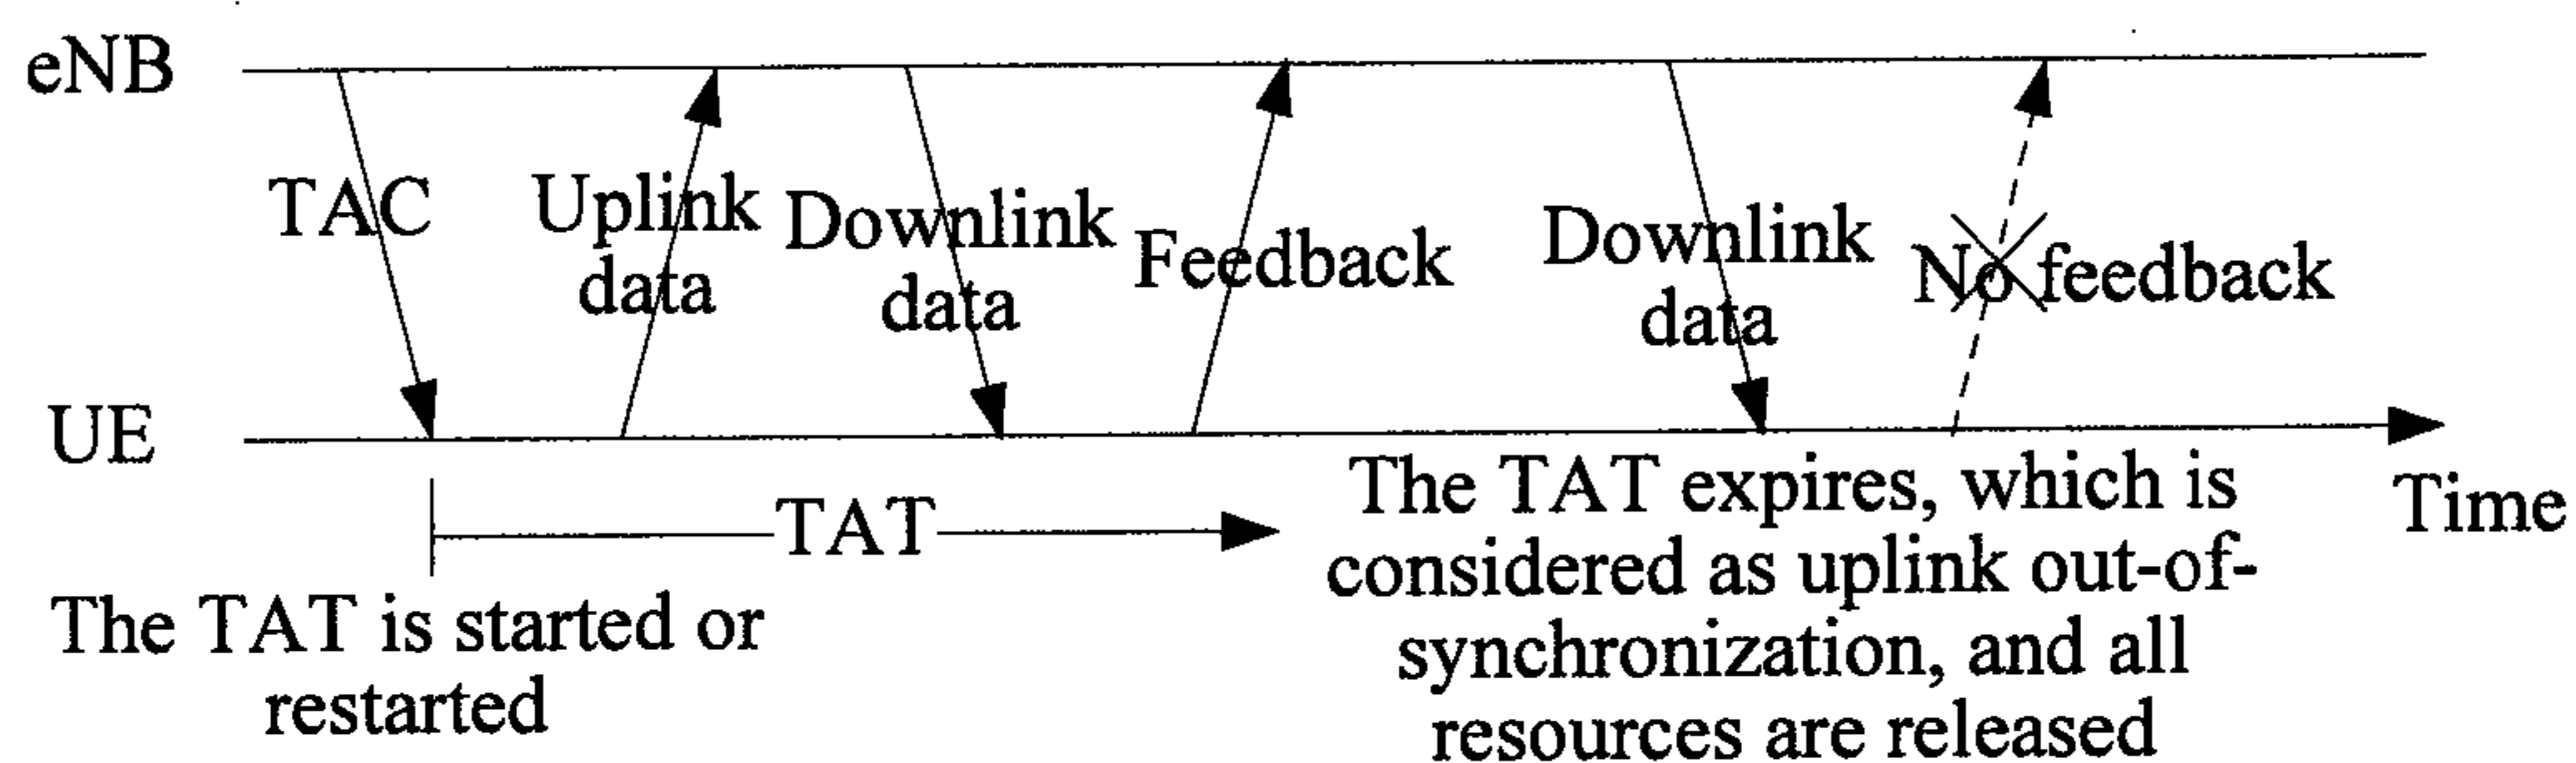 eNB
TAC
Uplink
data
Downlink
data
Feedback
Downlink
data
No feedback
UE
Time
TAT
The TAT is started or
restarted
The TAT expires, which is
considered as uplink out-of-
synchronization, and all
resources are released